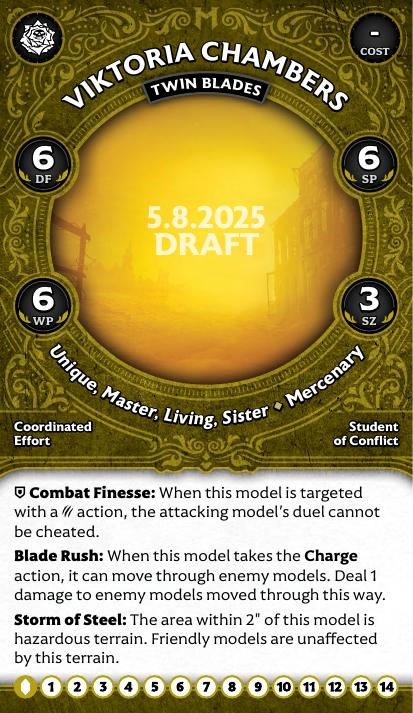 -
COST
VIKTORIA CHAMBERS
TWIN BLADES
6
DF
6
SP
5.8.2025
DRAFT
6
WP
3
SZ
Unique, Master, Living, Sister ⬥ Mercenary
Coordinated
Effort
Student
of Conflict
Combat Finesse: When this model is targeted
with a action, the attacking model's duel cannot
be cheated.
Blade Rush: When this model takes the Charge
action, it can move through enemy models. Deal 1
damage to enemy models moved through this way.
Storm of Steel: The area within 2" of this model is
hazardous terrain. Friendly models are unaffected
by this terrain.
1 2 3 4 5 6 7 8 9 10 11 12 13 14